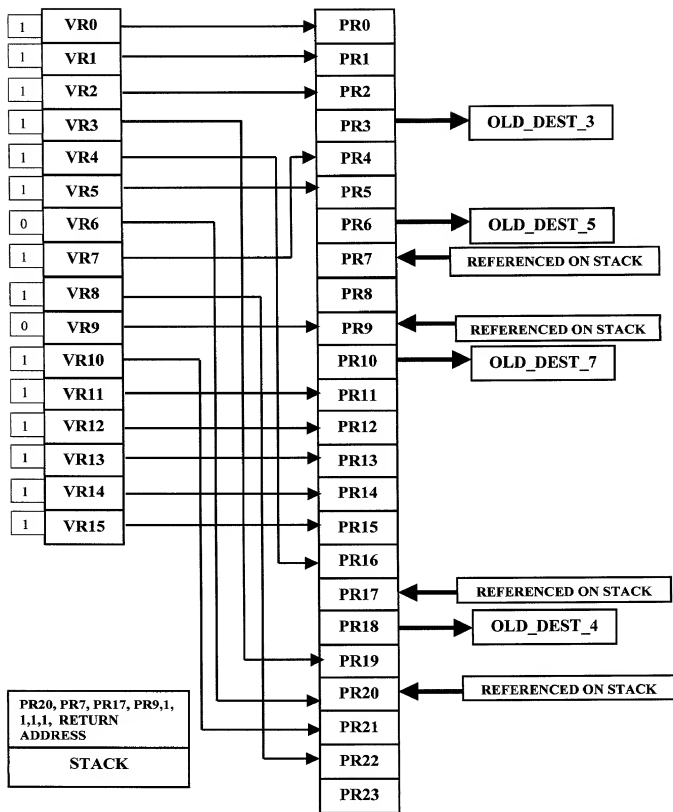 1 VR0 PR0
1 VR1 PR1
1 VR2 PR2
1 VR3 PR3 OLD_DEST_3
1 VR4 PR4
1 VR5 PR5
0 VR6 PR6 OLD_DEST_5
1 VR7 PR7 REFERENCED ON STACK
1 VR8 PR8
0 VR9 PR9 REFERENCED ON STACK
1 VR10 PR10 OLD_DEST_7
1 VR11 PR11
1 VR12 PR12
1 VR13 PR13
1 VR14 PR14
1 VR15 PR15
PR16
PR17 REFERENCED ON STACK
PR18 OLD_DEST_4
PR19
PR20 REFERENCED ON STACK
PR21
PR22
PR23
PR20, PR7, PR17, PR9,1,
1,1,1, RETURN
ADDRESS
STACK